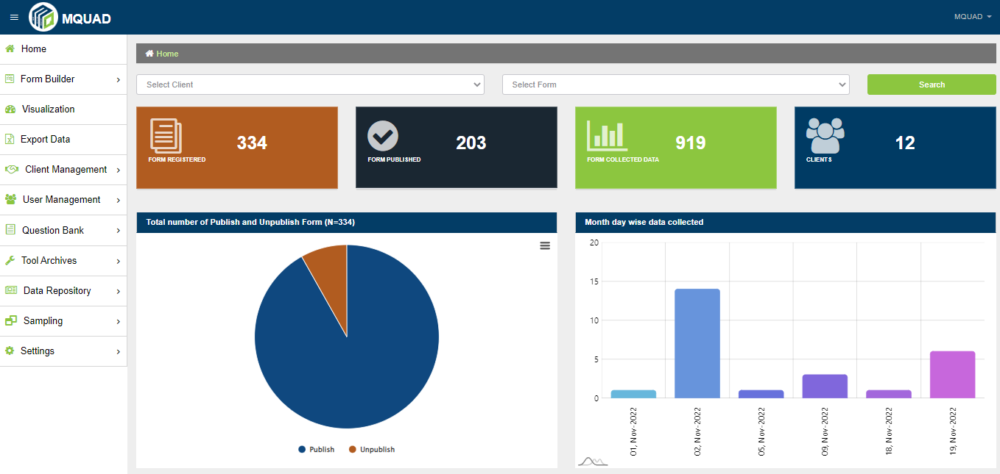 MQUAD
MQUAD
Home
Form Builder
Visualization
Export Data
Client Management
User Management
Question Bank
Tool Archives
Data Repository
Sampling
Settings
Home
Select Client
Select Form
Search
334
FORM REGISTERED
203
FORM PUBLISHED
919
FORM COLLECTED DATA
12
CLIENTS
Total number of Publish and Unpublish Form (N=334)
Publish
Unpublish
Month day wise data collected
20
15
10
5
0
01, Nov-2022
02, Nov-2022
05, Nov-2022
09, Nov-2022
18, Nov-2022
19, Nov-2022